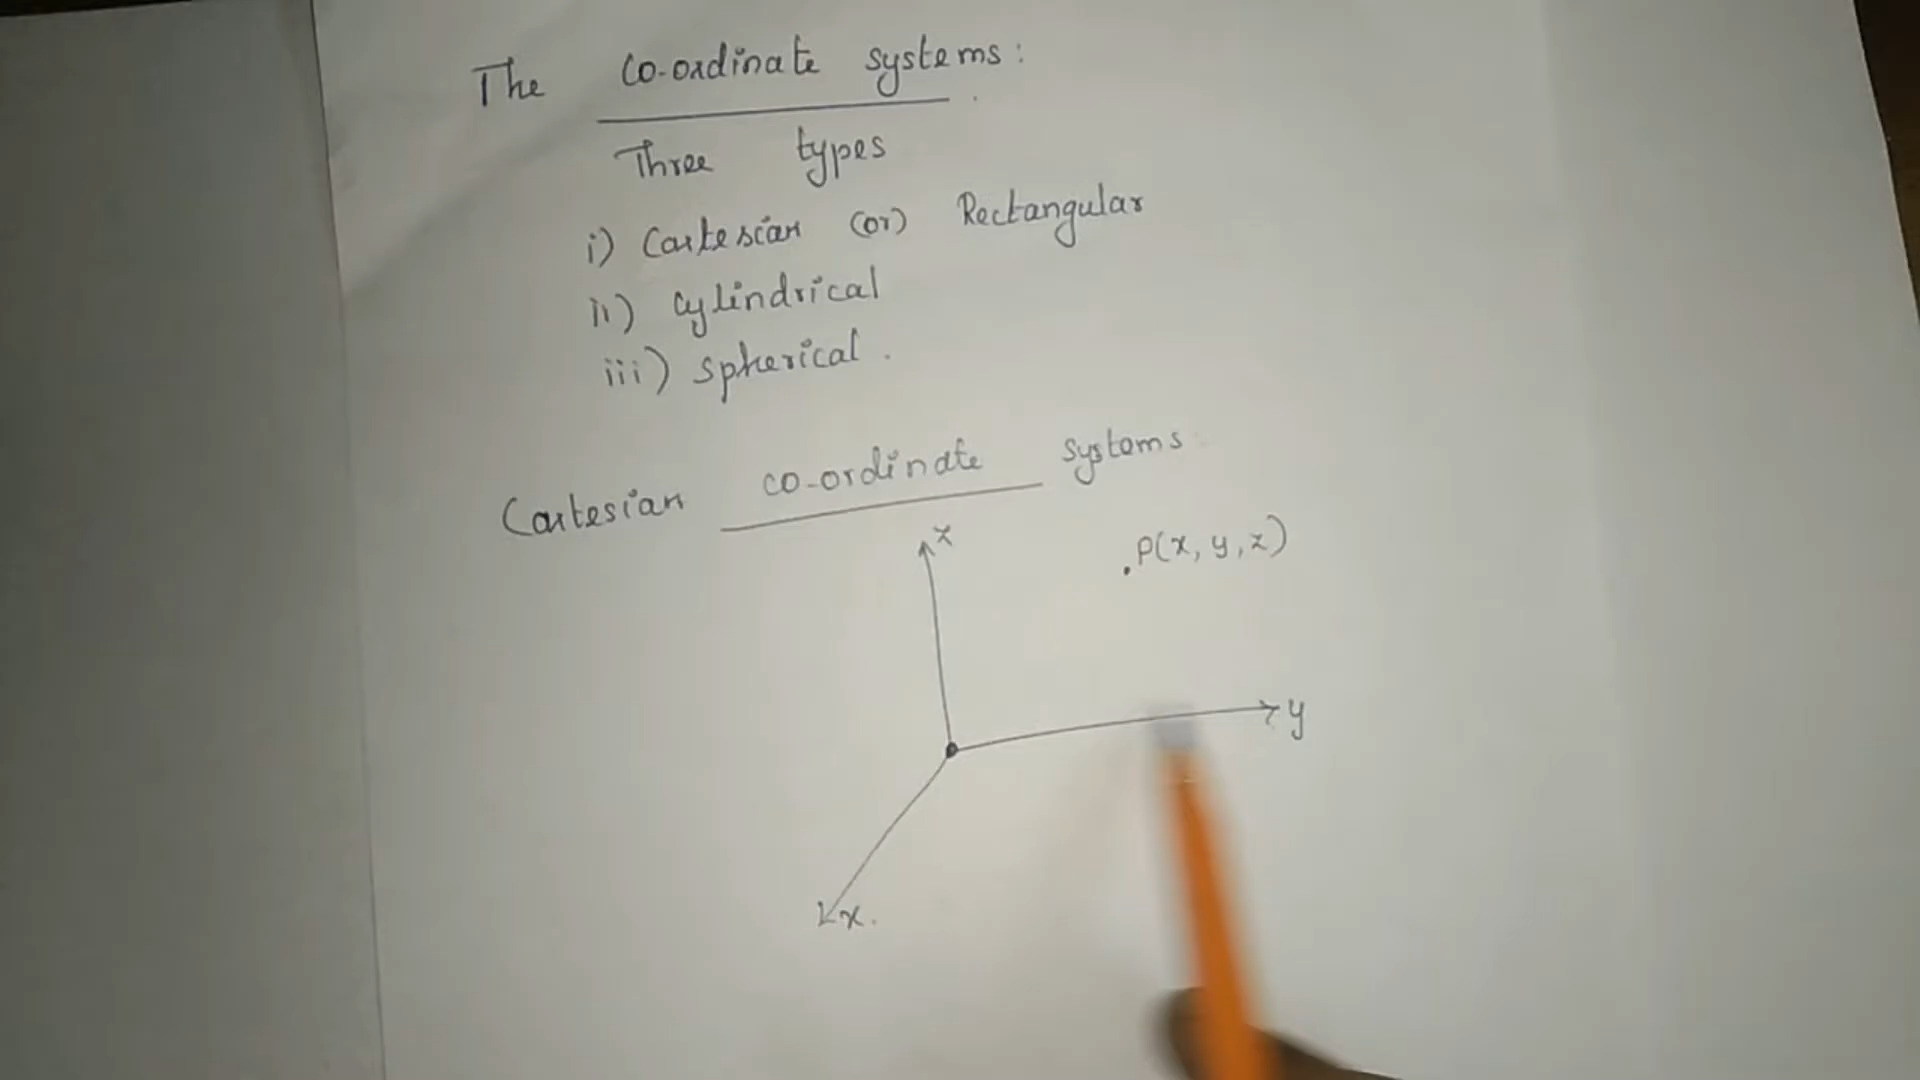 The co-ordinate systems:
Three types
i) Cartesian (or) Rectangular
ii) cylindrical
iii) spherical.
Cartesian co-ordinate systems
z
.P(x, y, z)
y
x.